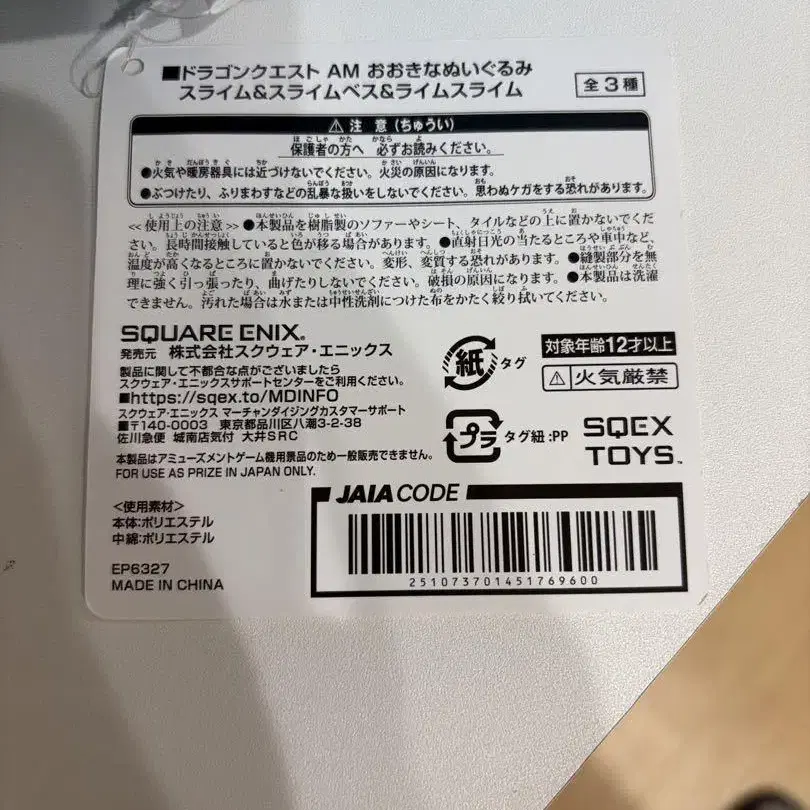 ■ドラゴンクエスト AM おおきなぬいぐるみ
スライム&スライムベス&ライムスライム
全3種
⚠注 意 (ちゅうい)
保護者の方へ 必ずお読みください。
●火気や暖房器具には近づけないでください。火災の原因になります。
●ぶつけたり、ふりまわすなどの乱暴な扱いをしないでください。思わぬケガをする恐れがあります。
≪使用上の注意≫●本製品を樹脂製のソファーやシート、タイルなどの上に置かないでくだ
さい。長時間接触していると色が移る場合があります。●直射日光の当たるところや車中など、
温度が高くなるところに置かないでください。変形、変質する恐れがあります。●縫製部分を無
理に強く引っ張ったり、曲げたりしないでください。破損の原因になります。●本製品は洗濯
できません。汚れた場合は水または中性洗剤につけた布をかたく絞り拭いてください。
SQUARE ENIX®
発売元 株式会社スクウェア・エニックス
製品に関して不都合な点がございましたら
スクウェア・エニックスサポートセンターをご利用ください。
■https://sqex.to/MDINFO
スクウェア・エニックス マーチャンダイジングカスタマーサポート
■〒140-0003 東京都品川区八潮3-2-38
佐川急便 城南店気付 大井SRC
本製品はアミューズメントゲーム機用景品のため一般販売できません。
FOR USE AS PRIZE IN JAPAN ONLY.
紙 タグ
プラ タグ紐:PP
対象年齢12才以上
⚠火気厳禁
SQEX
TOYS™
<使用素材>
本体:ポリエステル
中綿:ポリエステル
EP6327
MADE IN CHINA
JAIA CODE
251073701451769600